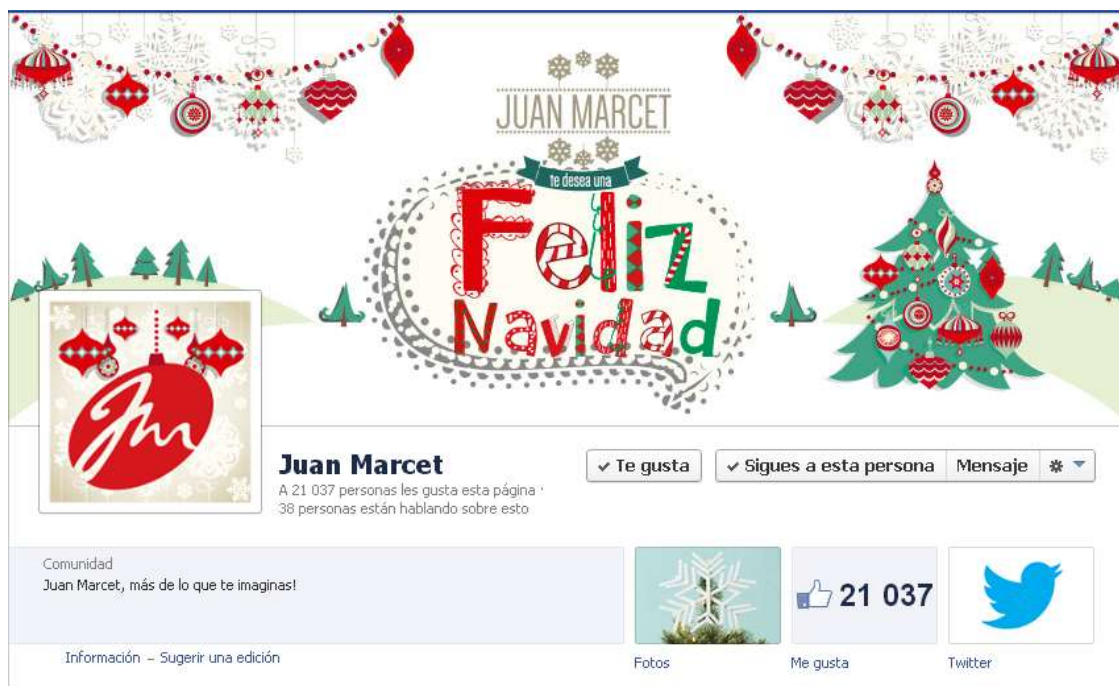 JUAN MARCET
te desea una
Feliz
Navidad
Jm
Juan Marcet
A 21 037 personas les gusta esta página ·
38 personas están hablando sobre esto
✓ Te gusta
✓ Sigues a esta persona
Mensaje
Comunidad
Juan Marcet, más de lo que te imaginas!
21 037
Información – Sugerir una edición
Fotos
Me gusta
Twitter